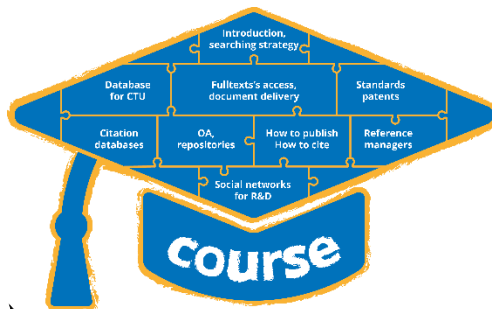 Introduction,
searching strategy
Database
for CTU
Fulltexts's access,
document delivery
Standards
patents
Citation
databases
OA,
repositories
How to publish
How to cite
Reference
managers
Social networks
for R&D
course